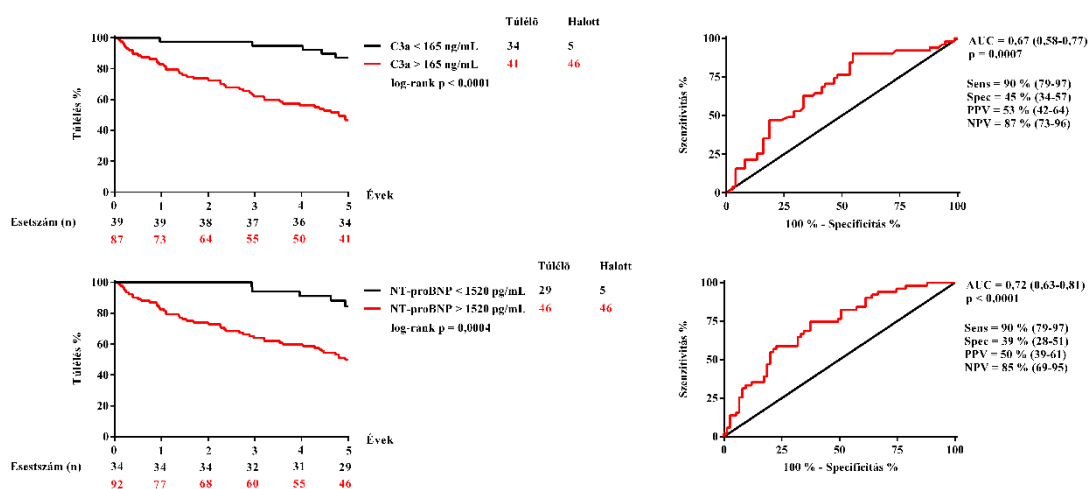 Túlélő Halott
C3a < 165 ng/mL 34 5
C3a > 165 ng/mL 41 46
log-rank p < 0,0001
Túlélés %
100
80
60
40
20
0
0 1 2 3 4 5
Évek
Esetszám (n) 39 39 38 37 36 34
87 73 64 55 50 41
AUC = 0,67 (0,58-0,77)
p = 0,0007
Sens = 90 % (79-97)
Spec = 45 % (34-57)
PPV = 53 % (42-64)
NPV = 87 % (73-96)
Szenzitivitás %
100
75
50
25
0
0 25 50 75 100
100 % - Specificitás %
Túlélő Halott
NT-proBNP < 1520 pg/mL 29 5
NT-proBNP > 1520 pg/mL 46 46
log-rank p = 0,0004
Túlélés %
100
80
60
80
100
0 1 2 3 4 5
Évek
Esestszám (n) 34 34 34 32 31 29
92 77 68 60 55 46
AUC = 0,72 (0,63-0,81)
p < 0,0001
Sens = 90 % (79-97)
Spec = 39 % (28-51)
PPV = 50 % (39-61)
NPV = 85 % (69-95)
Szenzitivitás %
100
75
50
25
0
0 25 50 75 100
100 % - Specificitás %